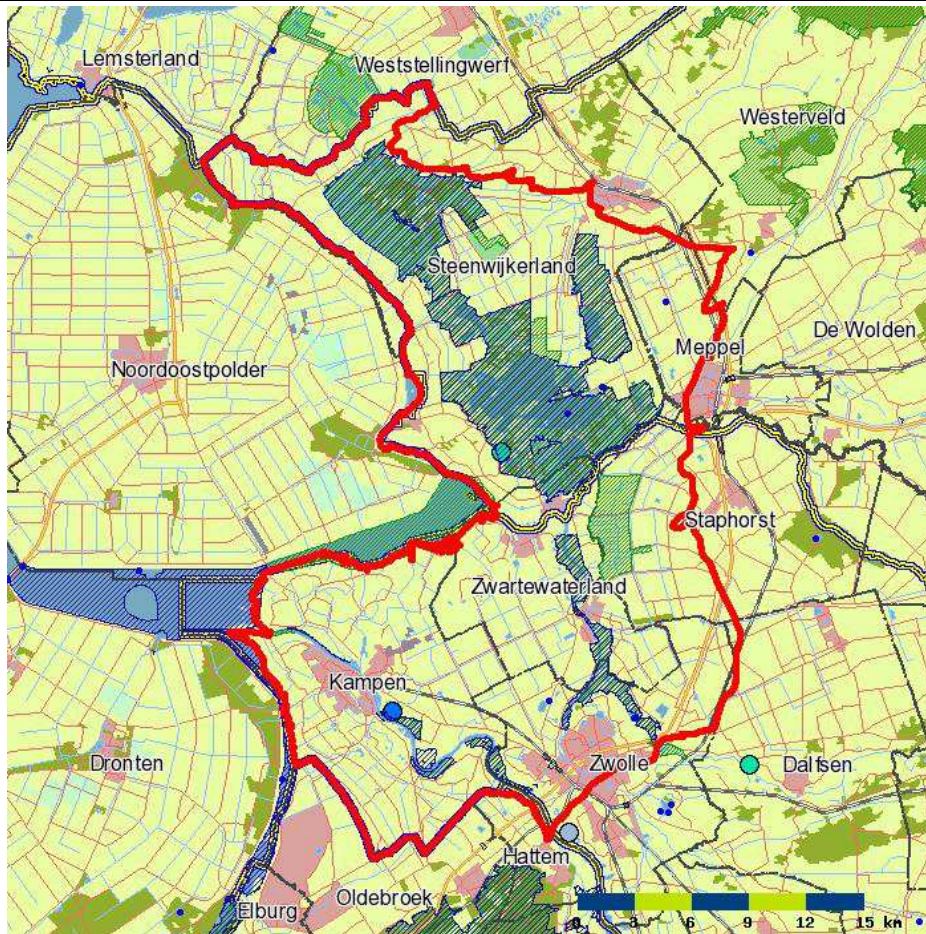 Lemsterland
Weststellingwerf
Westerveld
Steenwijkerland
De Wolden
Meppel
Noordoostpolder
Staphorst
Zwartewaterland
Kampen
Dronten
Zwolle
Dalfsen
Hattem
Oldebroek
Elburg
0 3 6 9 12 15 km